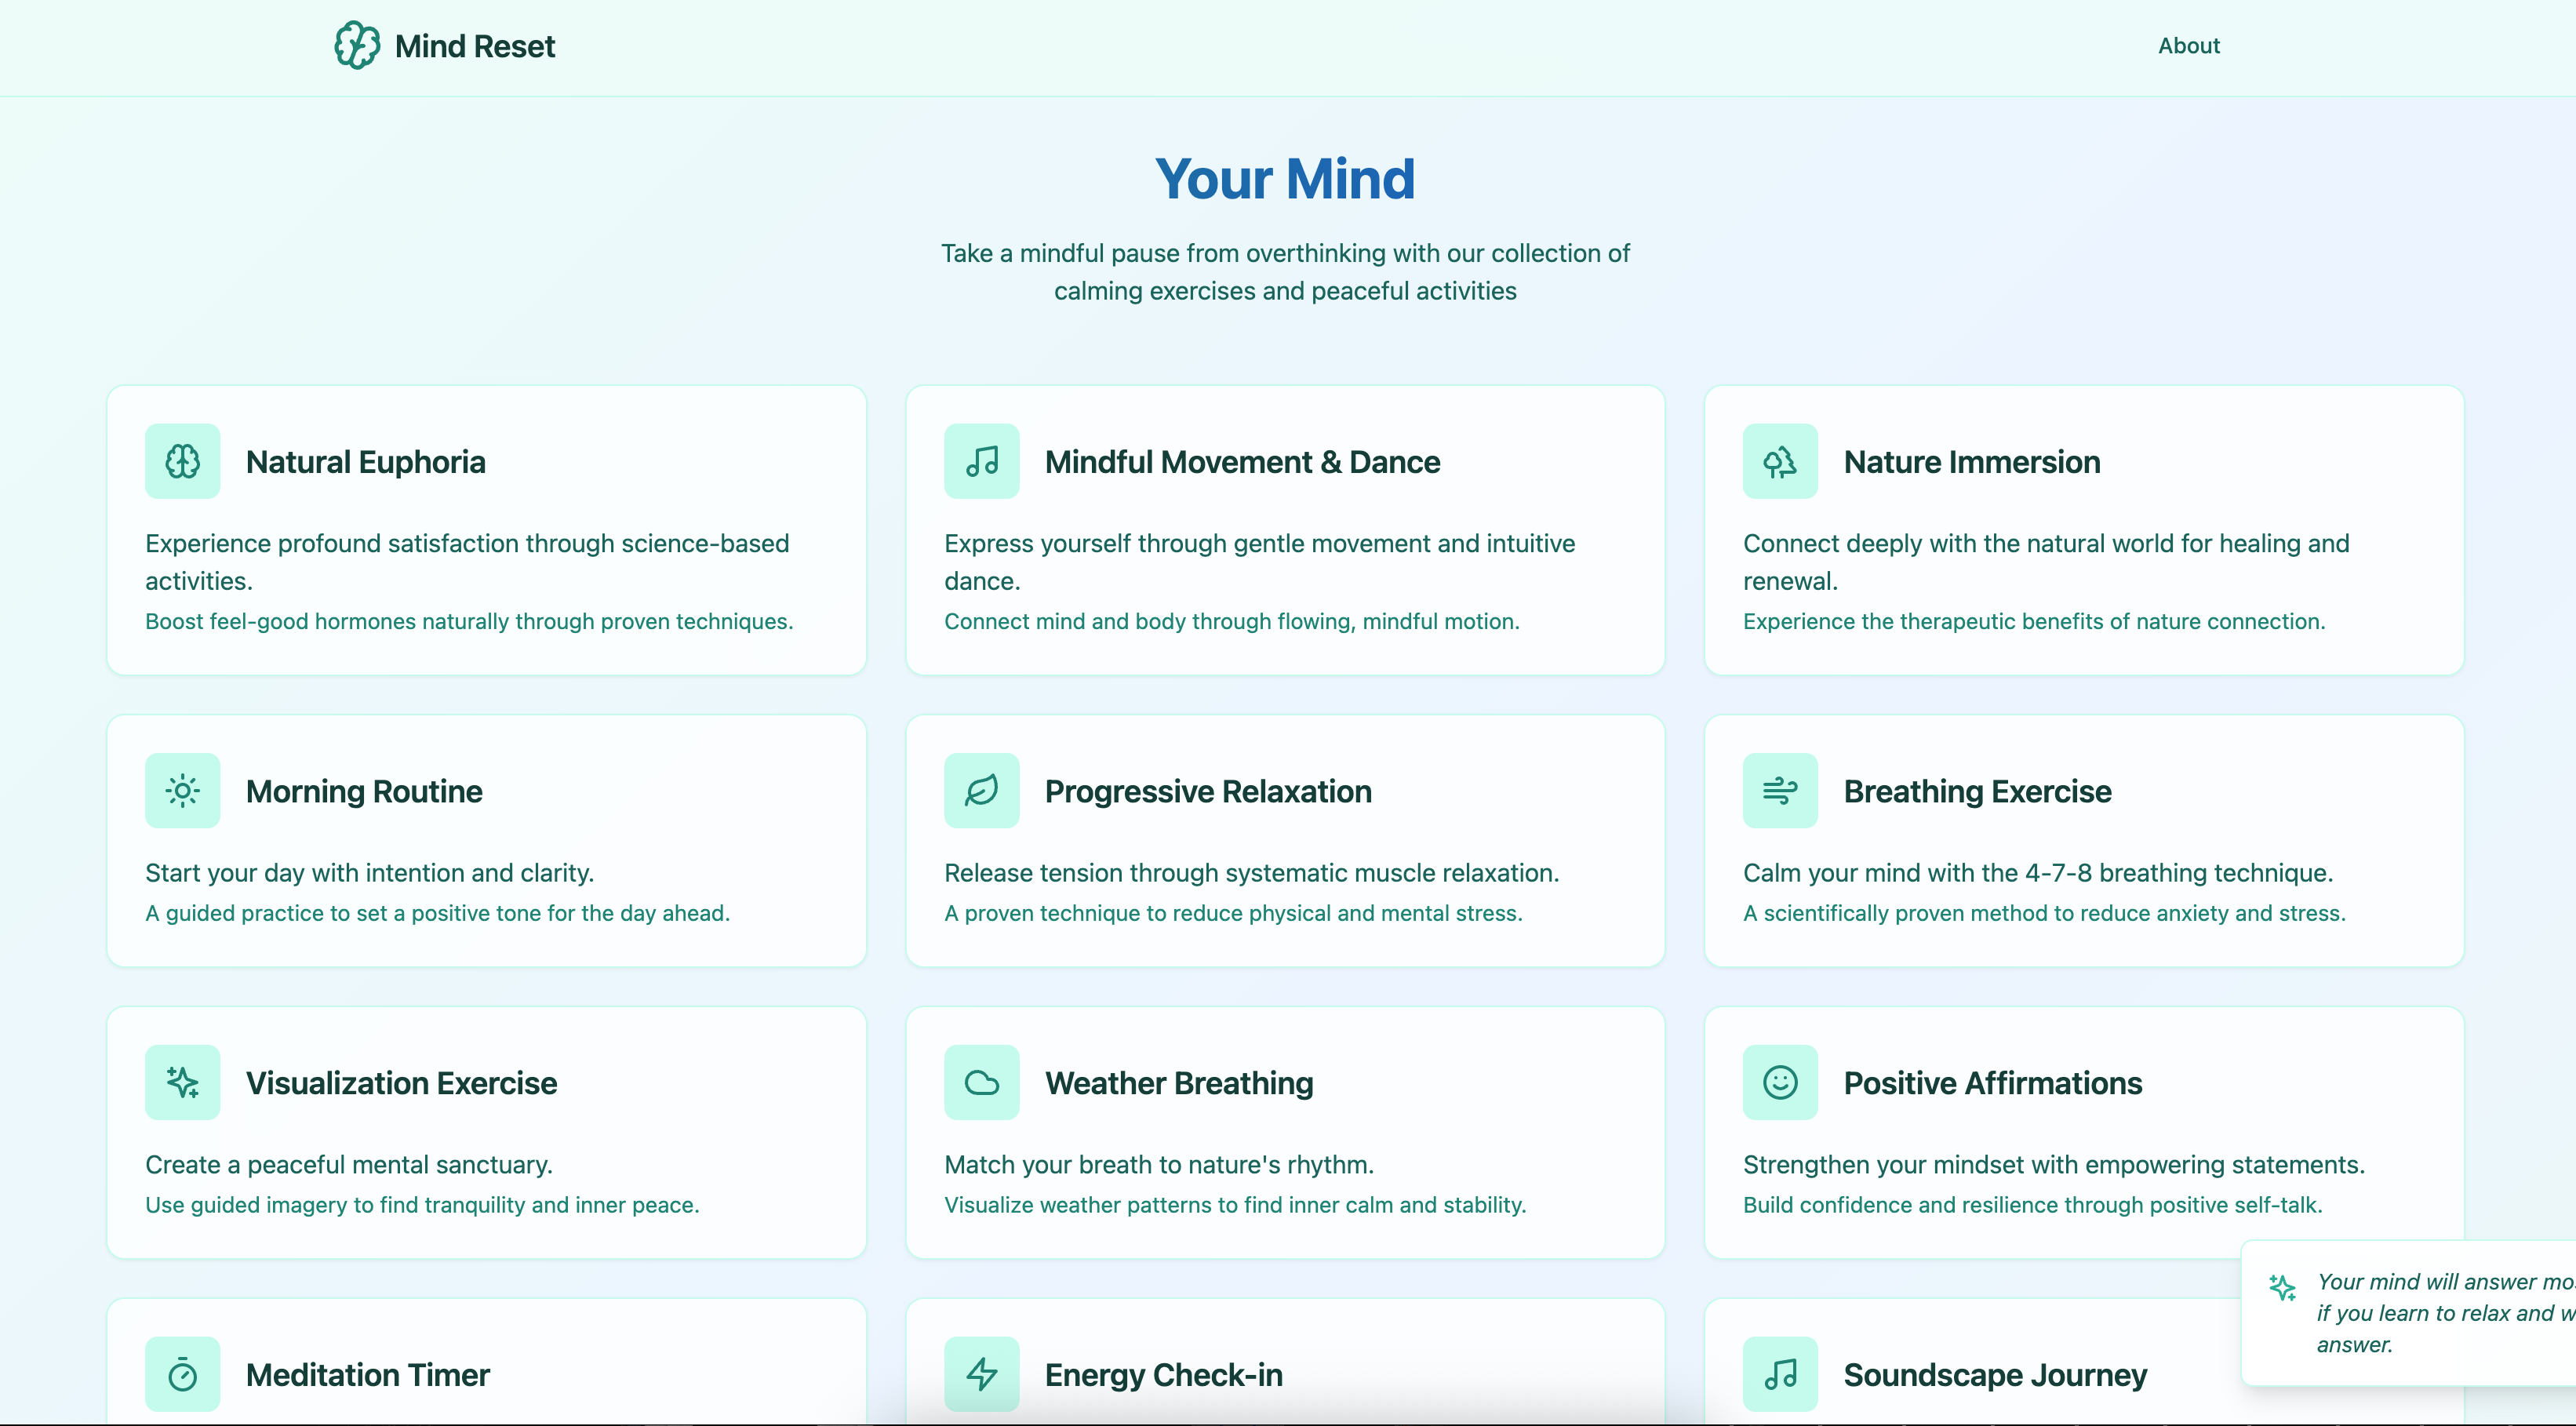 Mind Reset
About
Your Mind
Take a mindful pause from overthinking with our collection of
calming exercises and peaceful activities
Natural Euphoria
Experience profound satisfaction through science-based
activities.
Boost feel-good hormones naturally through proven techniques.
Mindful Movement & Dance
Express yourself through gentle movement and intuitive
dance.
Connect mind and body through flowing, mindful motion.
Nature Immersion
Connect deeply with the natural world for healing and
renewal.
Experience the therapeutic benefits of nature connection.
Morning Routine
Start your day with intention and clarity.
A guided practice to set a positive tone for the day ahead.
Progressive Relaxation
Release tension through systematic muscle relaxation.
A proven technique to reduce physical and mental stress.
Breathing Exercise
Calm your mind with the 4-7-8 breathing technique.
A scientifically proven method to reduce anxiety and stress.
Visualization Exercise
Create a peaceful mental sanctuary.
Use guided imagery to find tranquility and inner peace.
Weather Breathing
Match your breath to nature's rhythm.
Visualize weather patterns to find inner calm and stability.
Positive Affirmations
Strengthen your mindset with empowering statements.
Build confidence and resilience through positive self-talk.
Meditation Timer
Energy Check-in
Soundscape Journey
Your mind will answer
if you learn to relax and
answer.